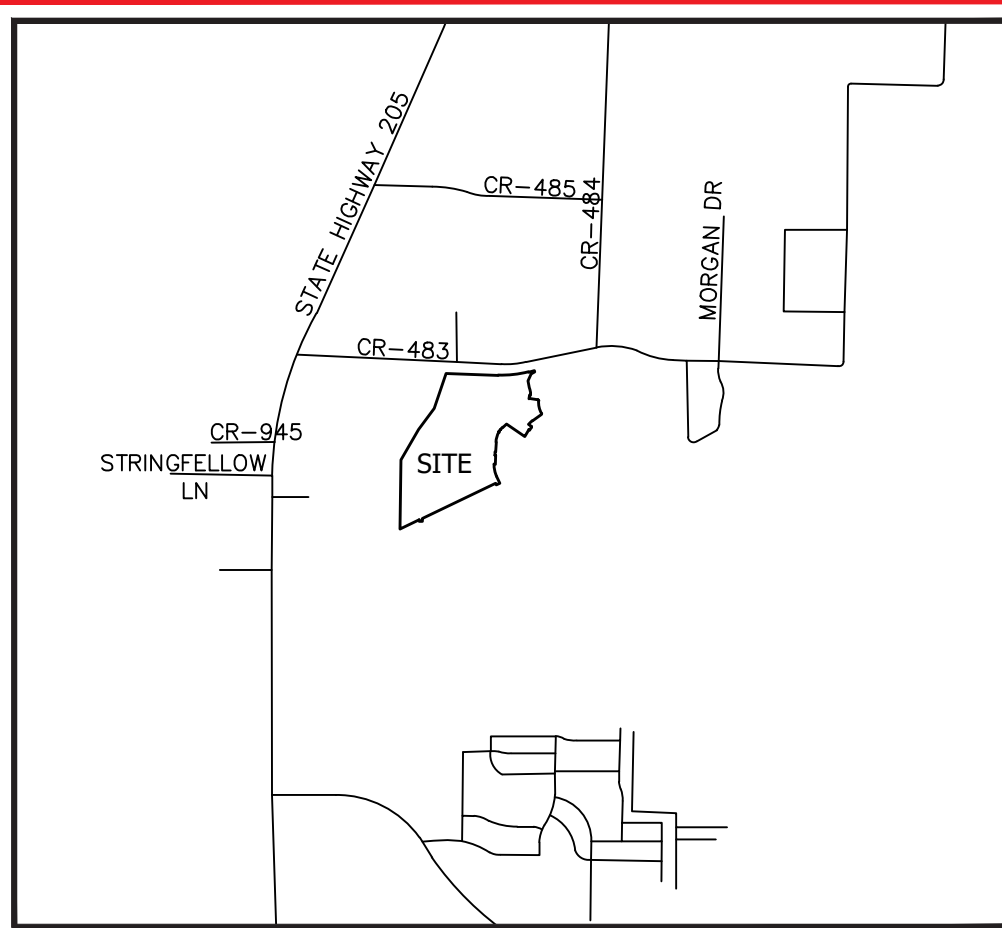 STATE HIGHWAY 205
CR-485
CR-484
MORGAN DR
CR-483
CR-945
STRINGFELLOW
LN
SITE